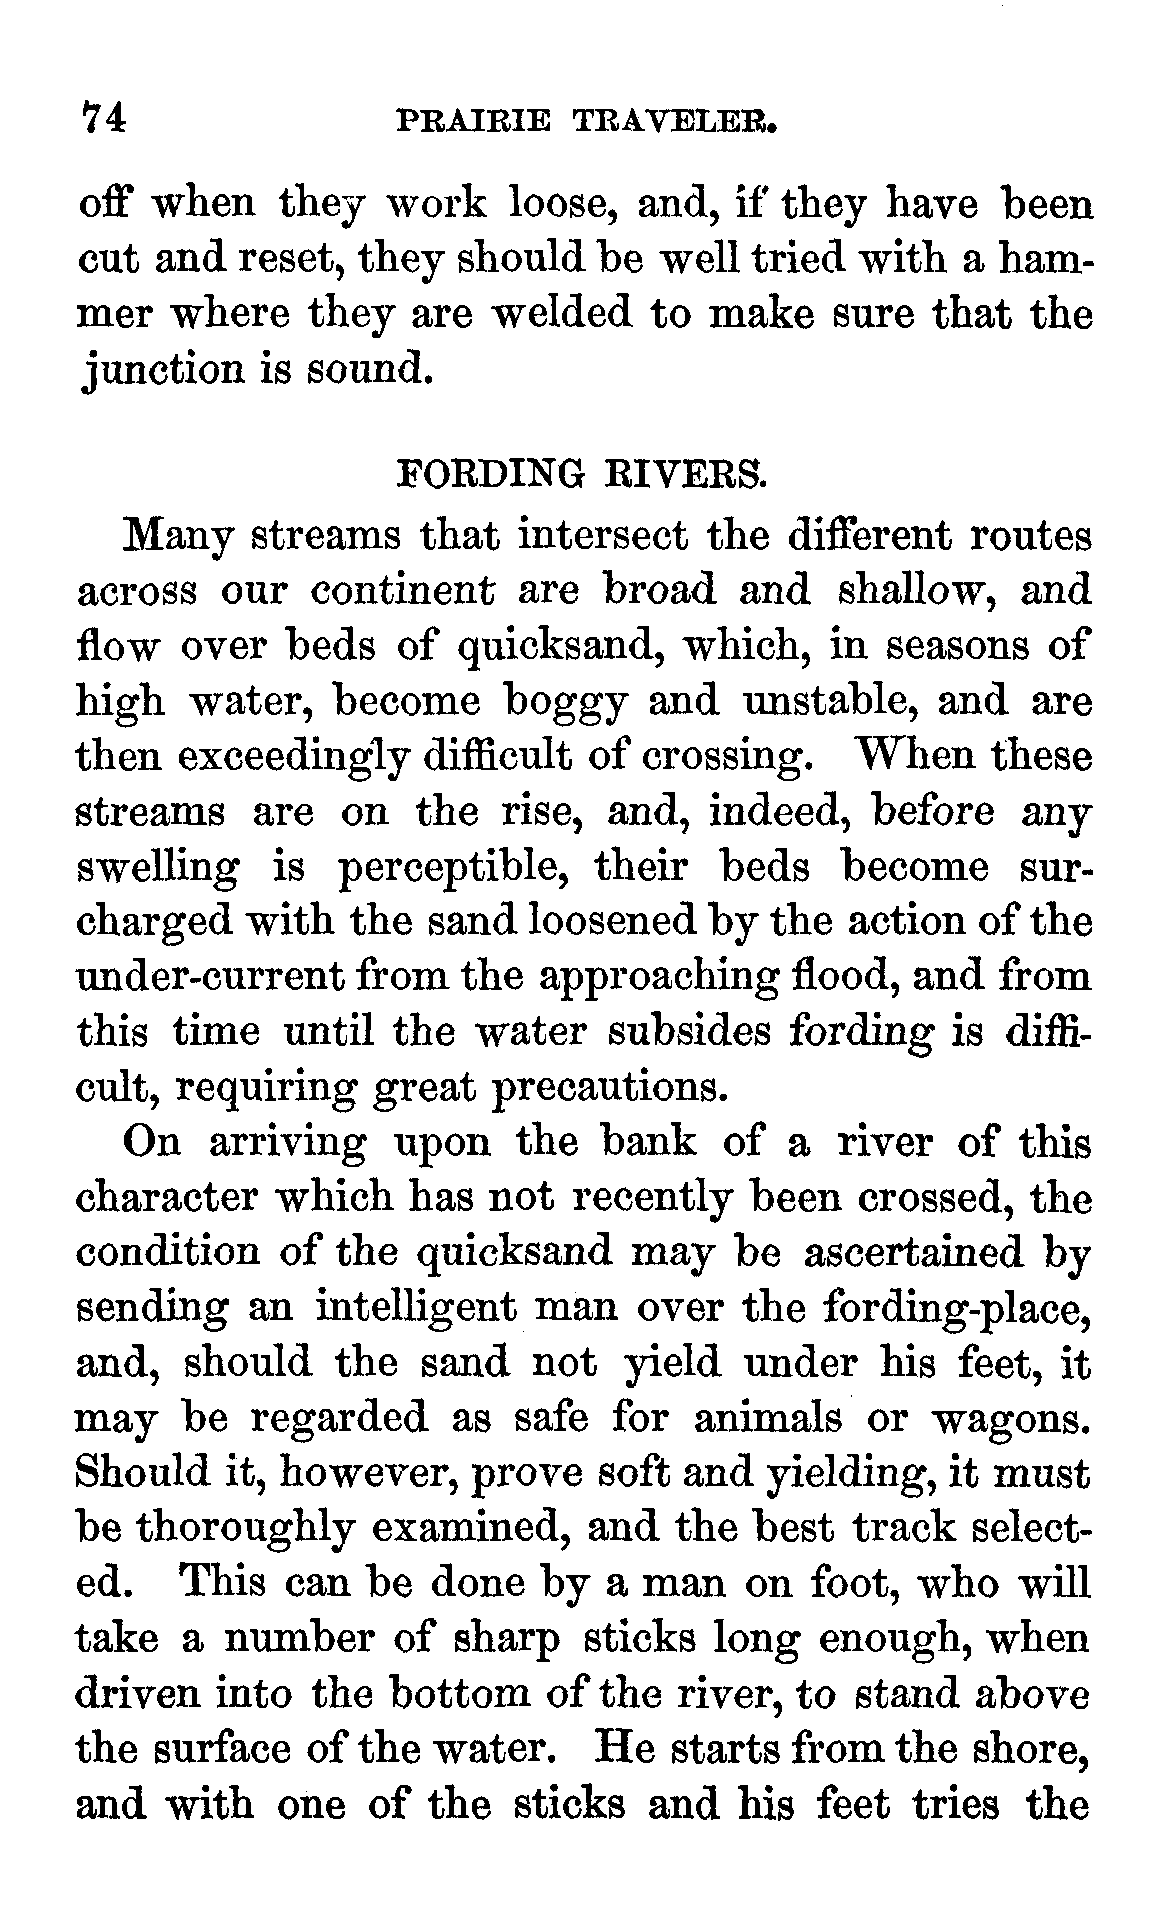 74 PRAIRIE TRAVELER.
off when they work loose, and, if they have been
cut and reset, they should be well tried with a ham-
mer where they are welded to make sure that the
junction is sound.
FORDING RIVERS.
Many streams that intersect the different routes
across our continent are broad and shallow, and
flow over beds of quicksand, which, in seasons of
high water, become boggy and unstable, and are
then exceedingly difficult of crossing. When these
streams are on the rise, and, indeed, before any
swelling is perceptible, their beds become sur-
charged with the sand loosened by the action of the
under-current from the approaching flood, and from
this time until the water subsides fording is diffi-
cult, requiring great precautions.
On arriving upon the bank of a river of this
character which has not recently been crossed, the
condition of the quicksand may be ascertained by
sending an intelligent man over the fording-place,
and, should the sand not yield under his feet, it
may be regarded as safe for animals or wagons.
Should it, however, prove soft and yielding, it must
be thoroughly examined, and the best track select-
ed. This can be done by a man on foot, who will
take a number of sharp sticks long enough, when
driven into the bottom of the river, to stand above
the surface of the water. He starts from the shore,
and with one of the sticks and his feet tries the